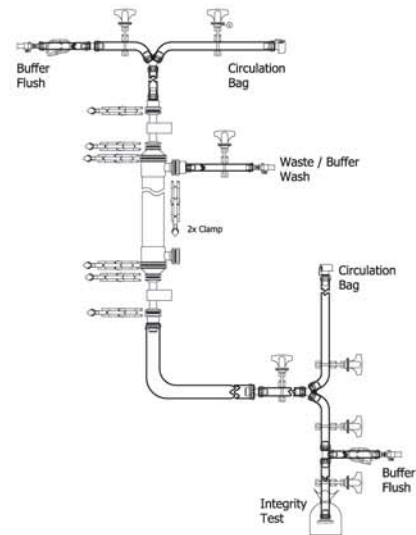 Buffer
Flush
Circulation
Bag
Waste / Buffer
Wash
2x Clamp
Circulation
Bag
Buffer
Flush
Integrity
Test